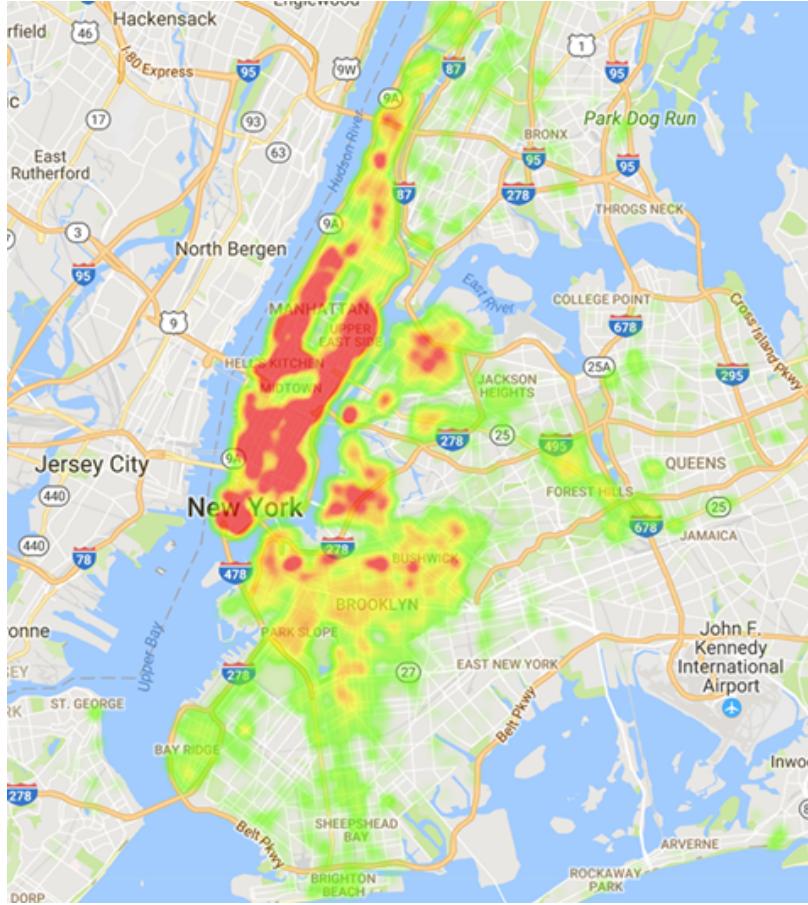 Englewood
Hackensack
rfield
46
I-80 Express
95
9W
87
1
95
9A
c
17
93
63
Hudson River
BRONX
Park Dog Run
East
Rutherford
95
95
87
278
THROGS NECK
9A
3
North Bergen
95
East River
COLLEGE POINT
MANHATTAN
UPPER
EAST SIDE
9
678
Cross Island Pkwy
HELL'S KITCHEN
MIDTOWN
25A
295
JACKSON
HEIGHTS
278
25
495
9A
Jersey City
QUEENS
440
FOREST HILLS
New York
25
678
JAMAICA
440
278
78
478
BUSHWICK
BROOKLYN
onne
PARK SLOPE
John F.
Kennedy
International
Airport
Upper Bay
EAST NEW YORK
27
278
SEY
ST. GEORGE
RK
Belt Pkwy
BAY RIDGE
Inwo
278
8
Belt Pkwy
SHEEPSHEAD
BAY
ARVERNE
BRIGHTON
BEACH
ROCKAWAY
PARK
DORP